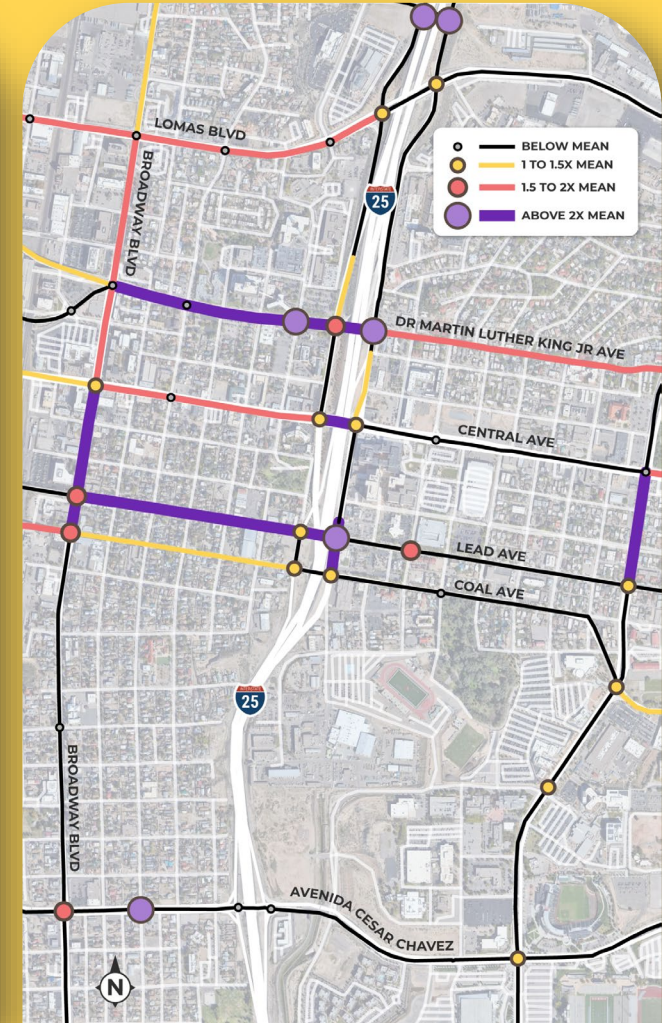 LOMAS BLVD
BROADWAY BLVD
BELOW MEAN
1 TO 1.5X MEAN
1.5 TO 2X MEAN
ABOVE 2X MEAN
25
DR MARTIN LUTHER KING JR AVE
CENTRAL AVE
LEAD AVE
COAL AVE
25
BROADWAY BLVD
AVENIDA CESAR CHAVEZ
N